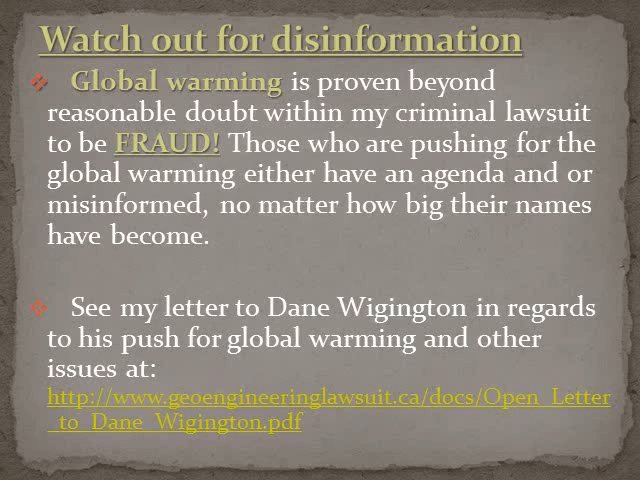 Watch out for disinformation
Global warming is proven beyond
reasonable doubt within my criminal lawsuit
to be FRAUD! Those who are pushing for the
global warming either have an agenda and or
misinformed, no matter how big their names
have become.
See my letter to Dane Wigington in regards
to his push for global warming and other
issues at:
http://www.geoengineeringlawsuit.ca/docs/Open_Letter
_to_Dane_Wigington.pdf